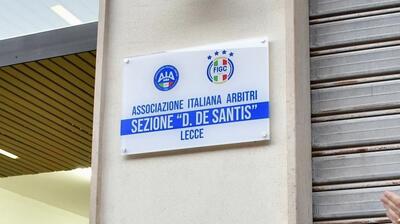 AIA FIGC
ASSOCIAZIONE ITALIANA ARBITRI
SEZIONE "D. DE SANTIS"
LECCE